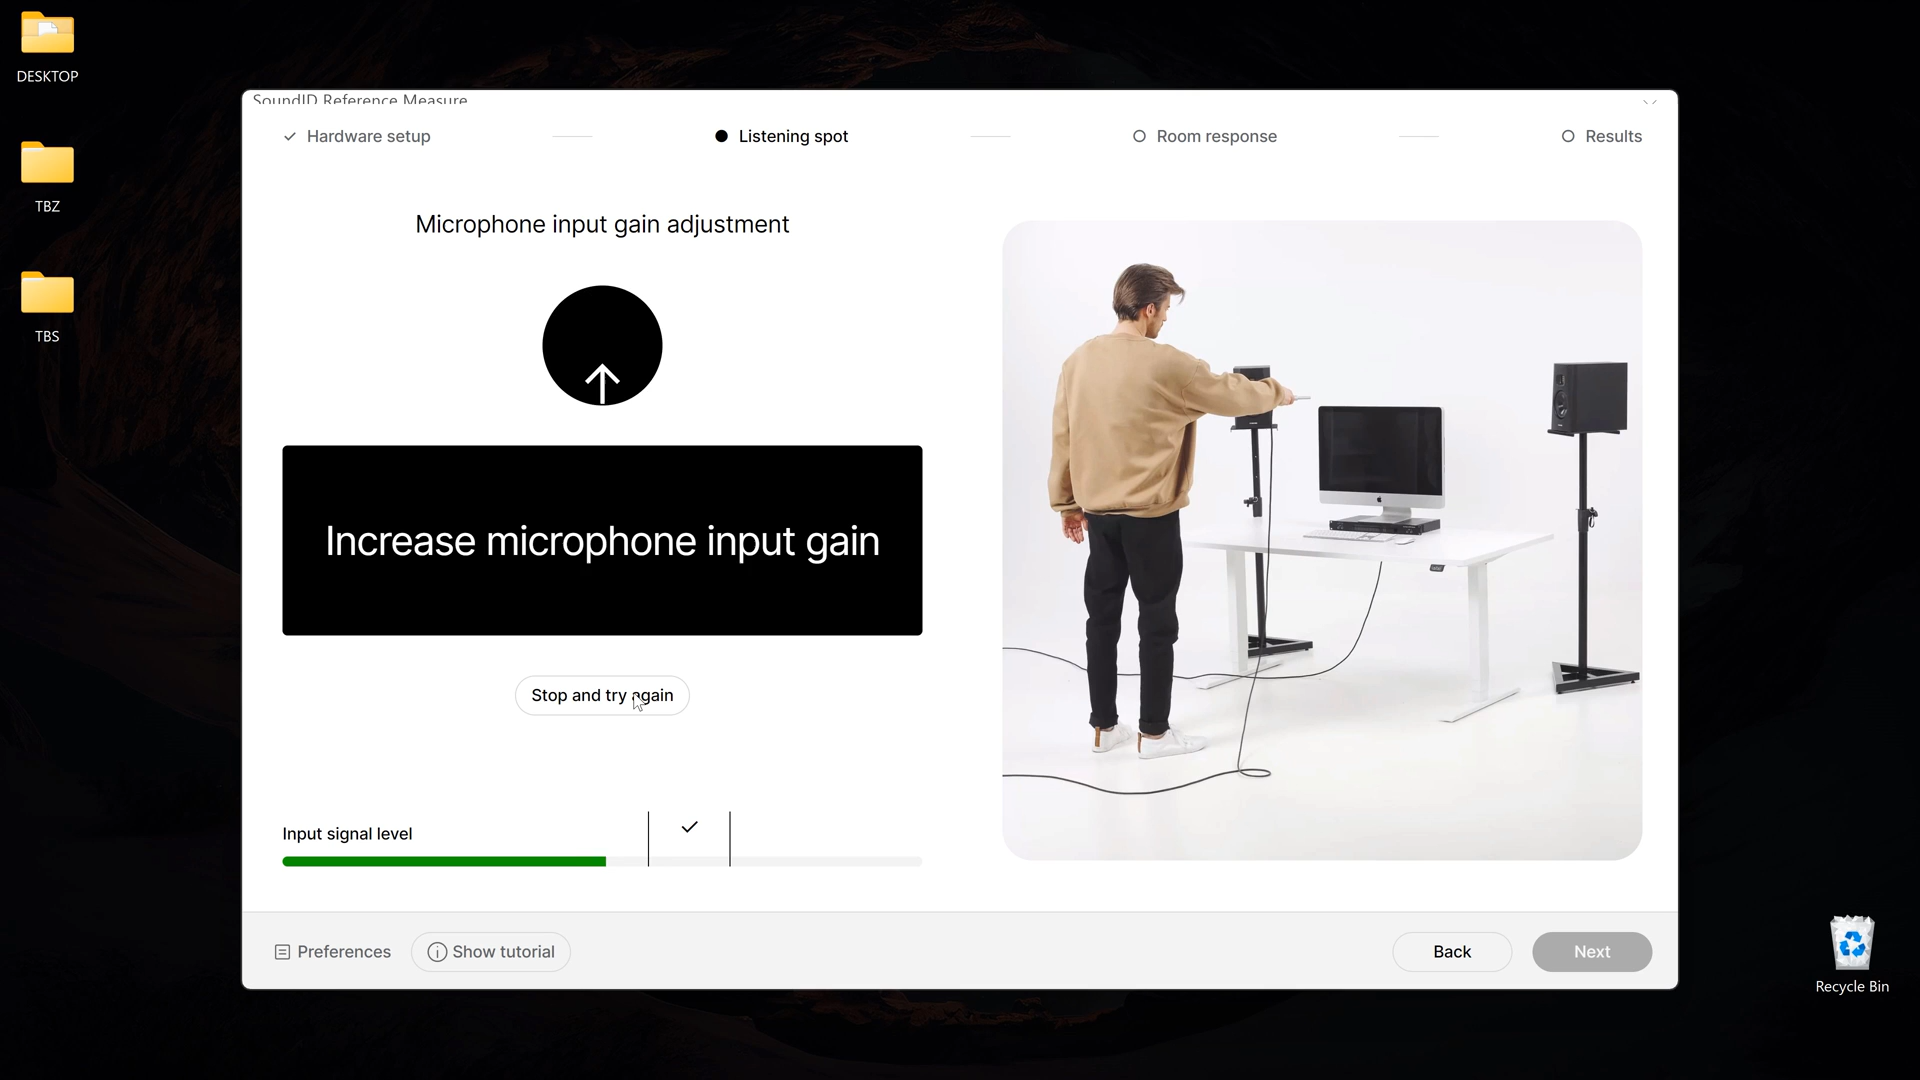 DESKTOP
TBZ
TBS
SoundID Reference Measure
Hardware setup
Listening spot
Room response
Results
Microphone input gain adjustment
Increase microphone input gain
Stop and try again
Input signal level
Preferences
Show tutorial
Back
Next
Recycle Bin